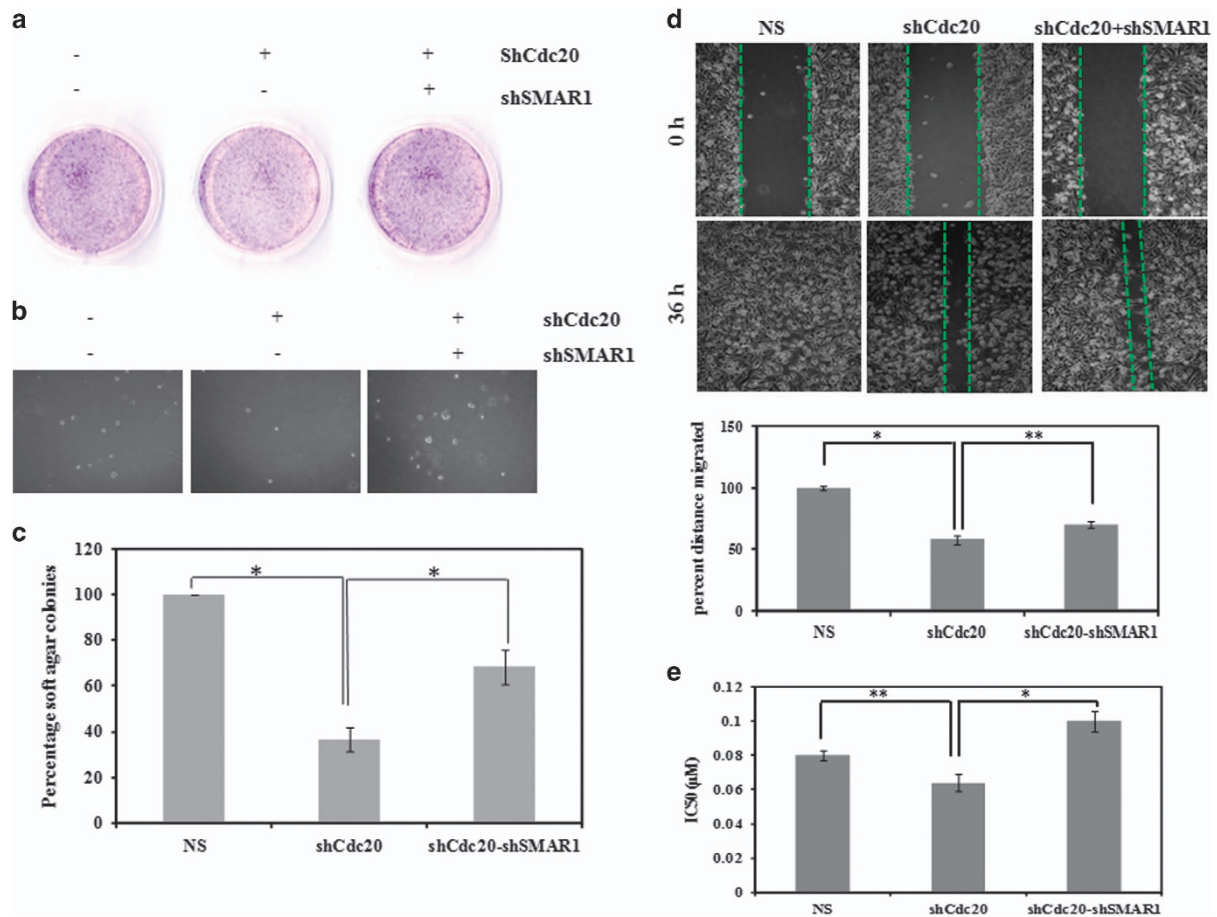 a
- + + ShCdc20
- - + shSMAR1
b
- + + shCdc20
- - + shSMAR1
c
Percentage soft agar colonies
120
100
80
60
40
20
0
* *
NS shCdc20 shCdc20-shSMAR1
d
NS shCdc20 shCdc20+shSMAR1
0 h
36 h
percent distance migrated
150
100
50
0
* **
NS shCdc20 shCdc20-shSMAR1
e
IC50 (µM)
0.12
0.1
0.08
0.06
0.04
0.02
0
** *
NS shCdc20 shCdc20-shSMAR1